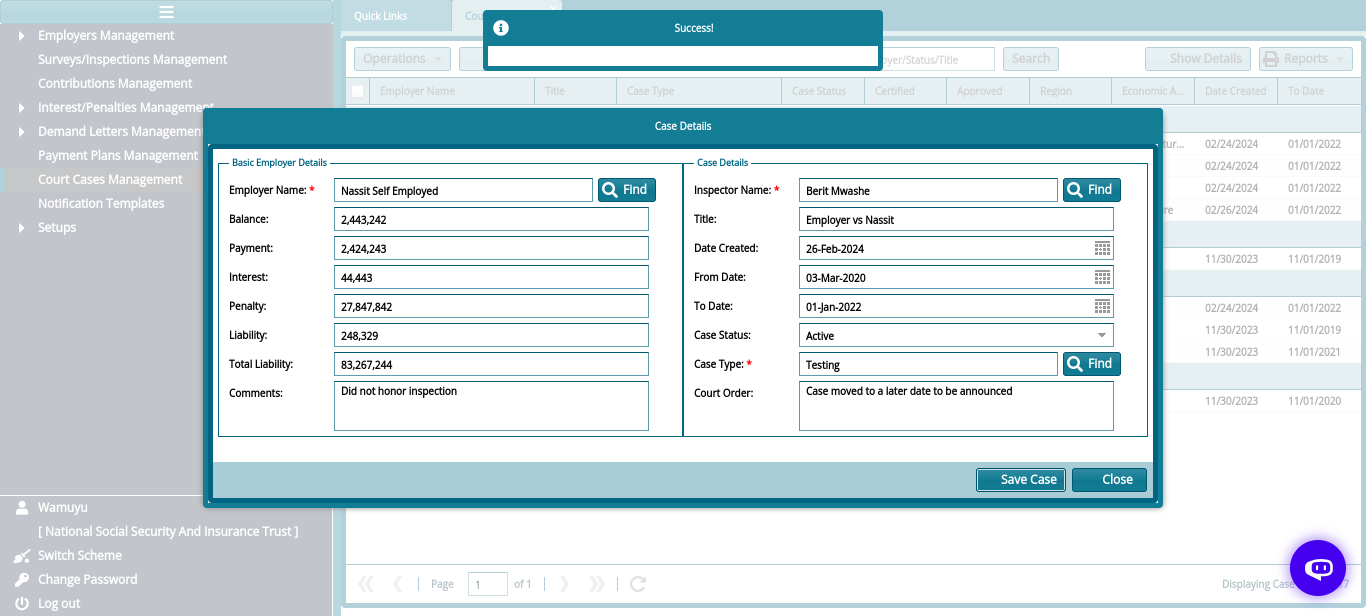 Quick Links
Success!
Operations
Search
Show Details
Reports
Employer Name
Title
Case Type
Case Status
Certified
Approved
Region
Economic A...
Date Created
To Date
Employers Management
Surveys/Inspections Management
Contributions Management
Interest/Penalties Management
Demand Letters Management
Payment Plans Management
Court Cases Management
Notification Templates
Setups
Case Details
Basic Employer Details
Employer Name: *
Nassit Self Employed
Find
Balance:
2,443,242
Payment:
2,424,243
Interest:
44,443
Penalty:
27,847,842
Liability:
248,329
Total Liability:
83,267,244
Comments:
Did not honor inspection
Case Details
Inspector Name: *
Berit Mwashe
Find
Title:
Employer vs Nassit
Date Created:
26-Feb-2024
From Date:
03-Mar-2020
To Date:
01-Jan-2022
Case Status:
Active
Case Type: *
Testing
Find
Court Order:
Case moved to a later date to be announced
Save Case
Close
02/24/2024 01/01/2022
02/24/2024 01/01/2022
02/24/2024 01/01/2022
02/26/2024 01/01/2022
11/30/2023 11/01/2019
02/24/2024 01/01/2022
11/30/2023 11/01/2019
11/30/2023 11/01/2021
11/30/2023 11/01/2020
Wamuyu
[ National Social Security And Insurance Trust ]
Switch Scheme
Change Password
Log out
Page 1 of 1
Displaying